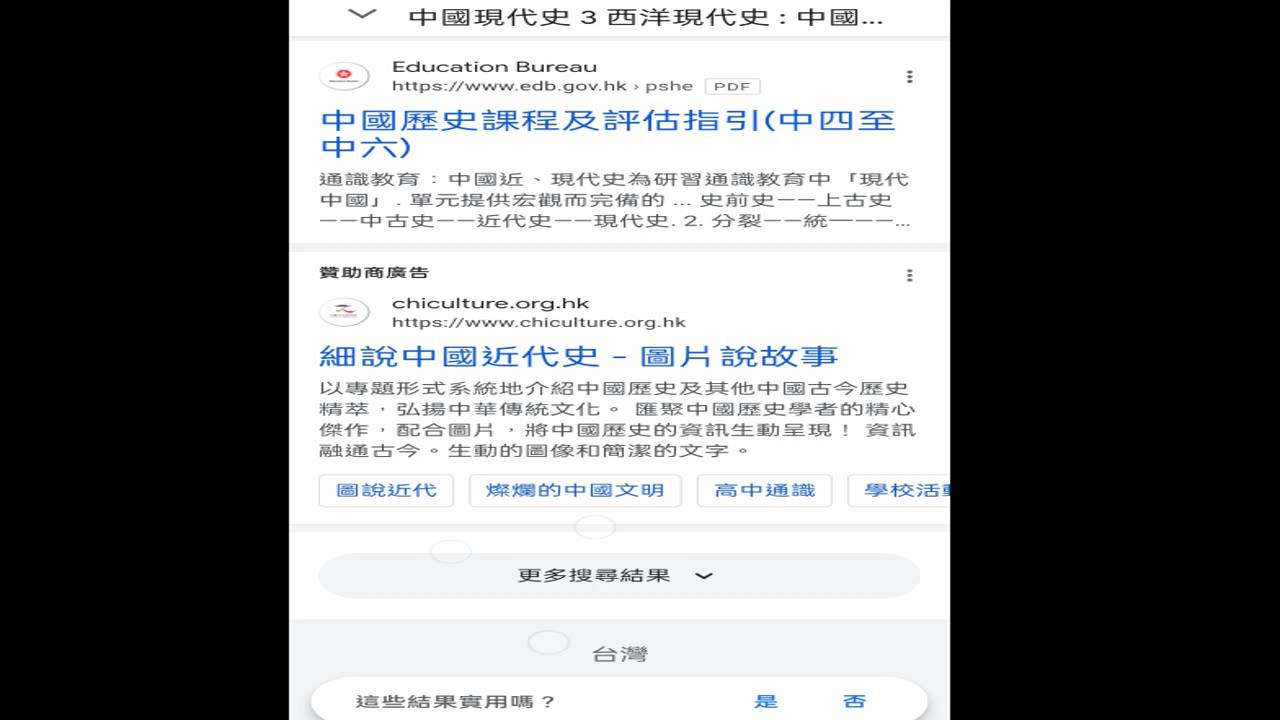 中國現代史 3 西洋現代史 : 中國...
Education Bureau
https://www.edb.gov.hk › pshe PDF
中國歷史課程及評估指引(中四至
中六)
通識教育：中國近、現代史為研習通識教育中「現代
中國」. 單元提供宏觀而完備的 ... 史前史——上古史
——中古史——近代史——現代史. 2. 分裂——統一———...
贊助商廣告
chiculture.org.hk
https://www.chiculture.org.hk
細說中國近代史 - 圖片說故事
以專題形式系統地介紹中國歷史及其他中國古今歷史
精萃，弘揚中華傳統文化。 匯聚中國歷史學者的精心
傑作，配合圖片，將中國歷史的資訊生動呈現！ 資訊
融通古今。生動的圖像和簡潔的文字。
圖說近代 燦爛的中國文明 高中通識 學校活動
更多搜尋結果
台灣
這些結果實用嗎？ 是 否